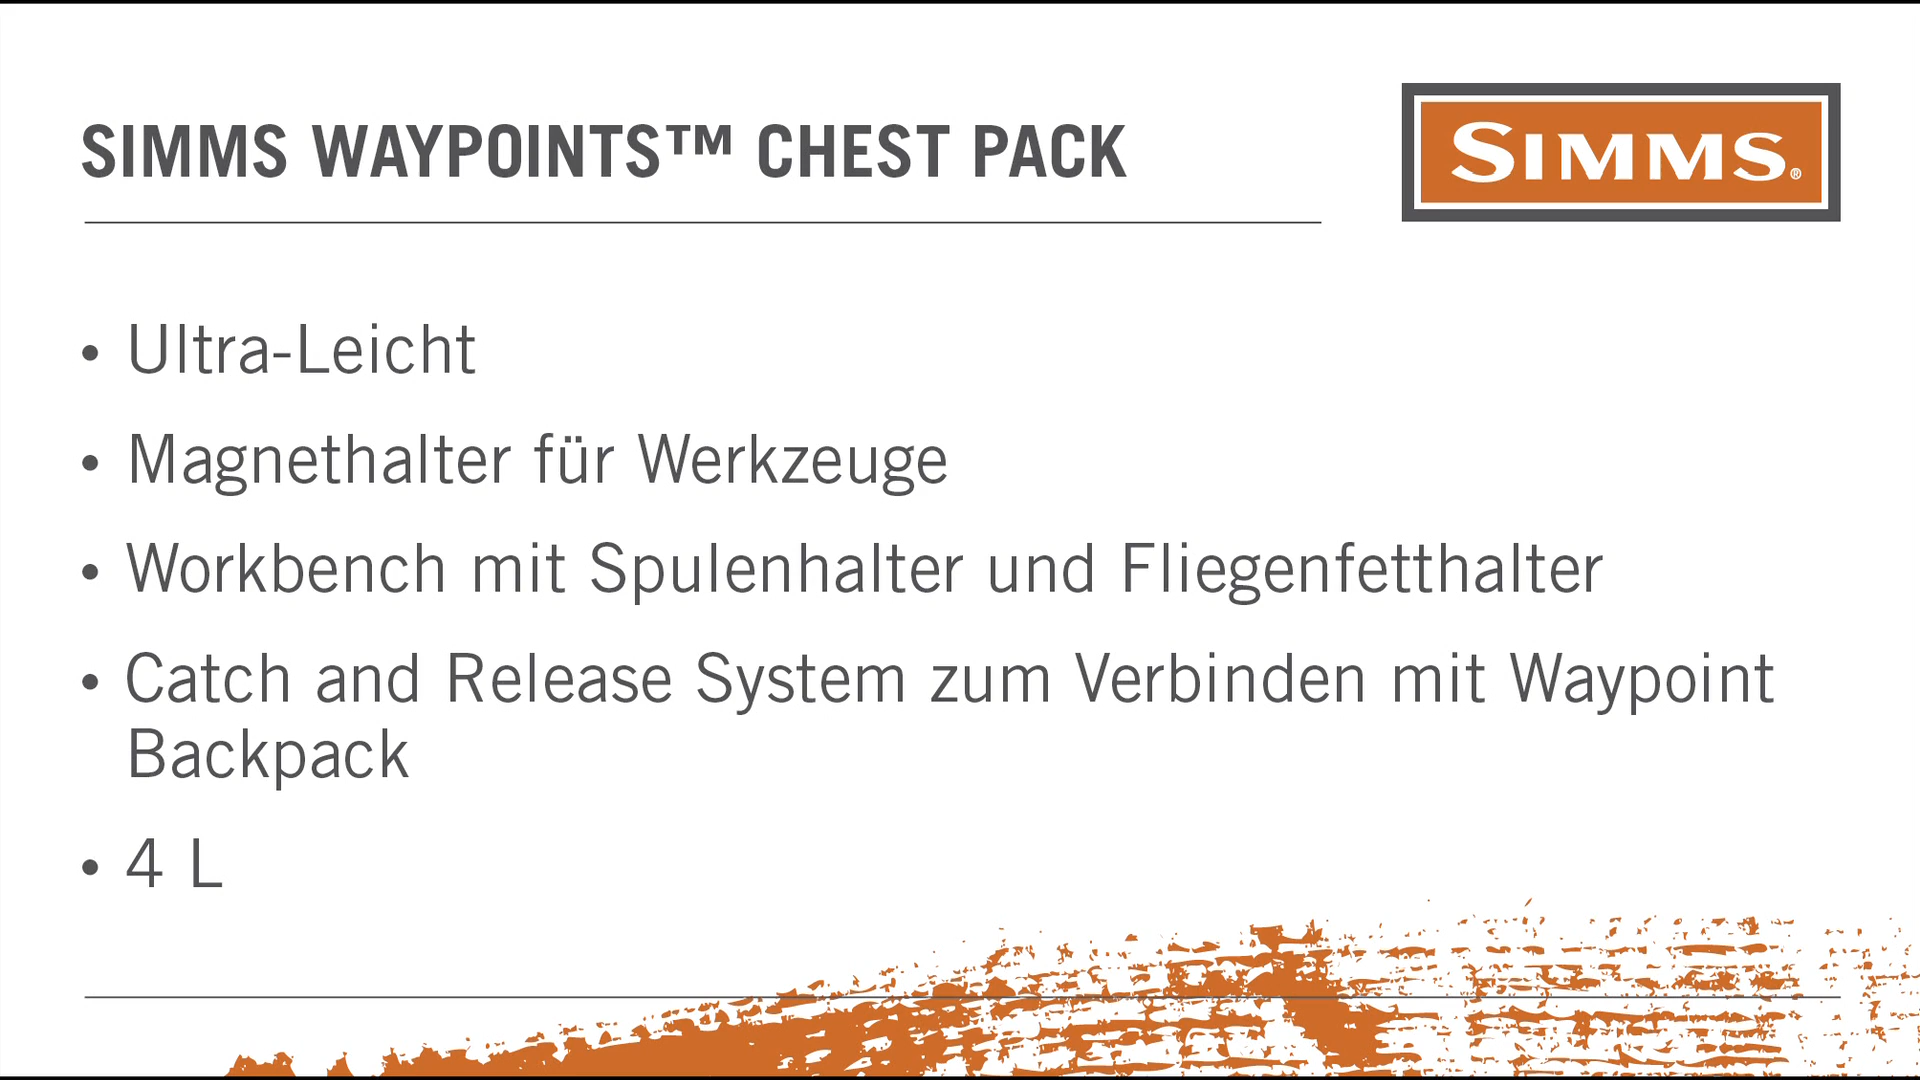 SIMMS WAYPOINTS™ CHEST PACK
SIMMS®
• Ultra-Leicht
• Magnethalter für Werkzeuge
• Workbench mit Spulenhalter und Fliegenfetthalter
• Catch and Release System zum Verbinden mit Waypoint
Backpack
• 4 L